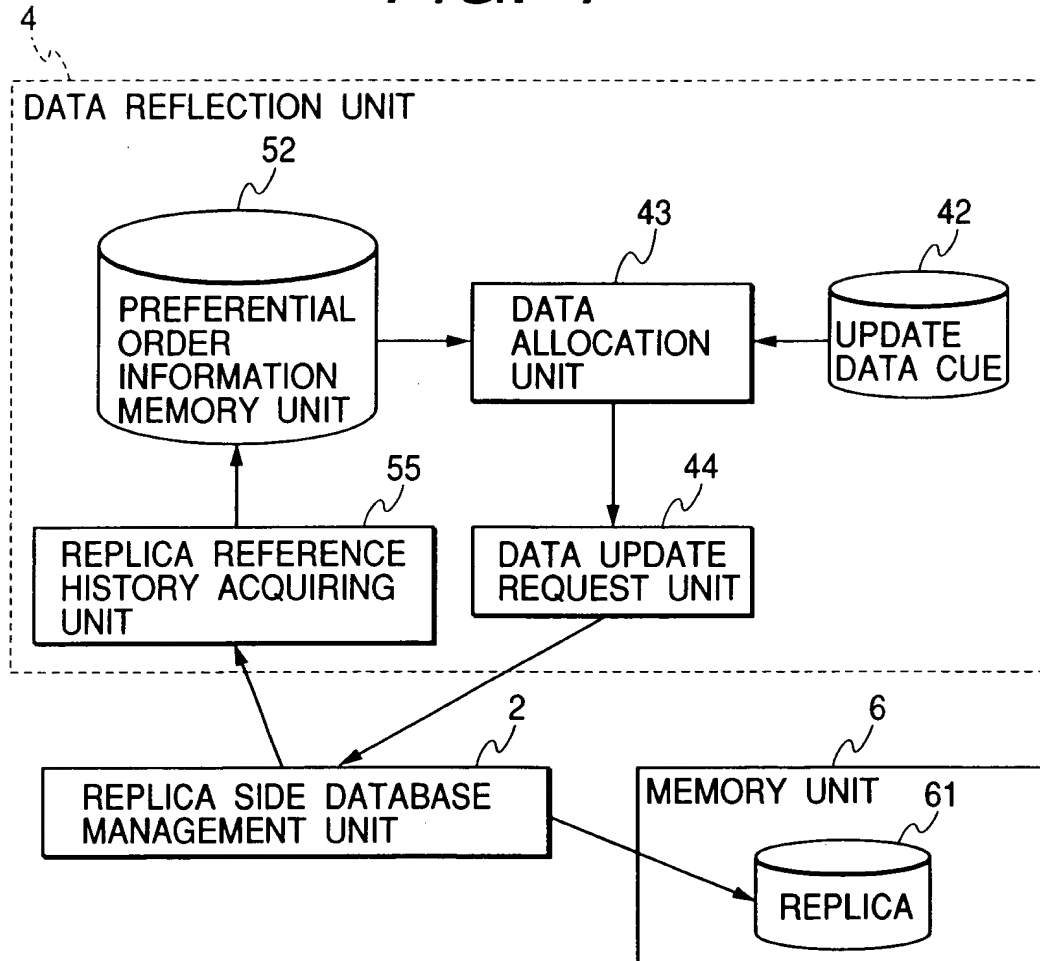 4
DATA REFLECTION UNIT
52
43
42
PREFERENTIAL
ORDER
INFORMATION
MEMORY UNIT
DATA
ALLOCATION
UNIT
UPDATE
DATA CUE
55
44
REPLICA REFERENCE
HISTORY ACQUIRING
UNIT
DATA UPDATE
REQUEST UNIT
2
6
REPLICA SIDE DATABASE
MANAGEMENT UNIT
MEMORY UNIT
61
REPLICA